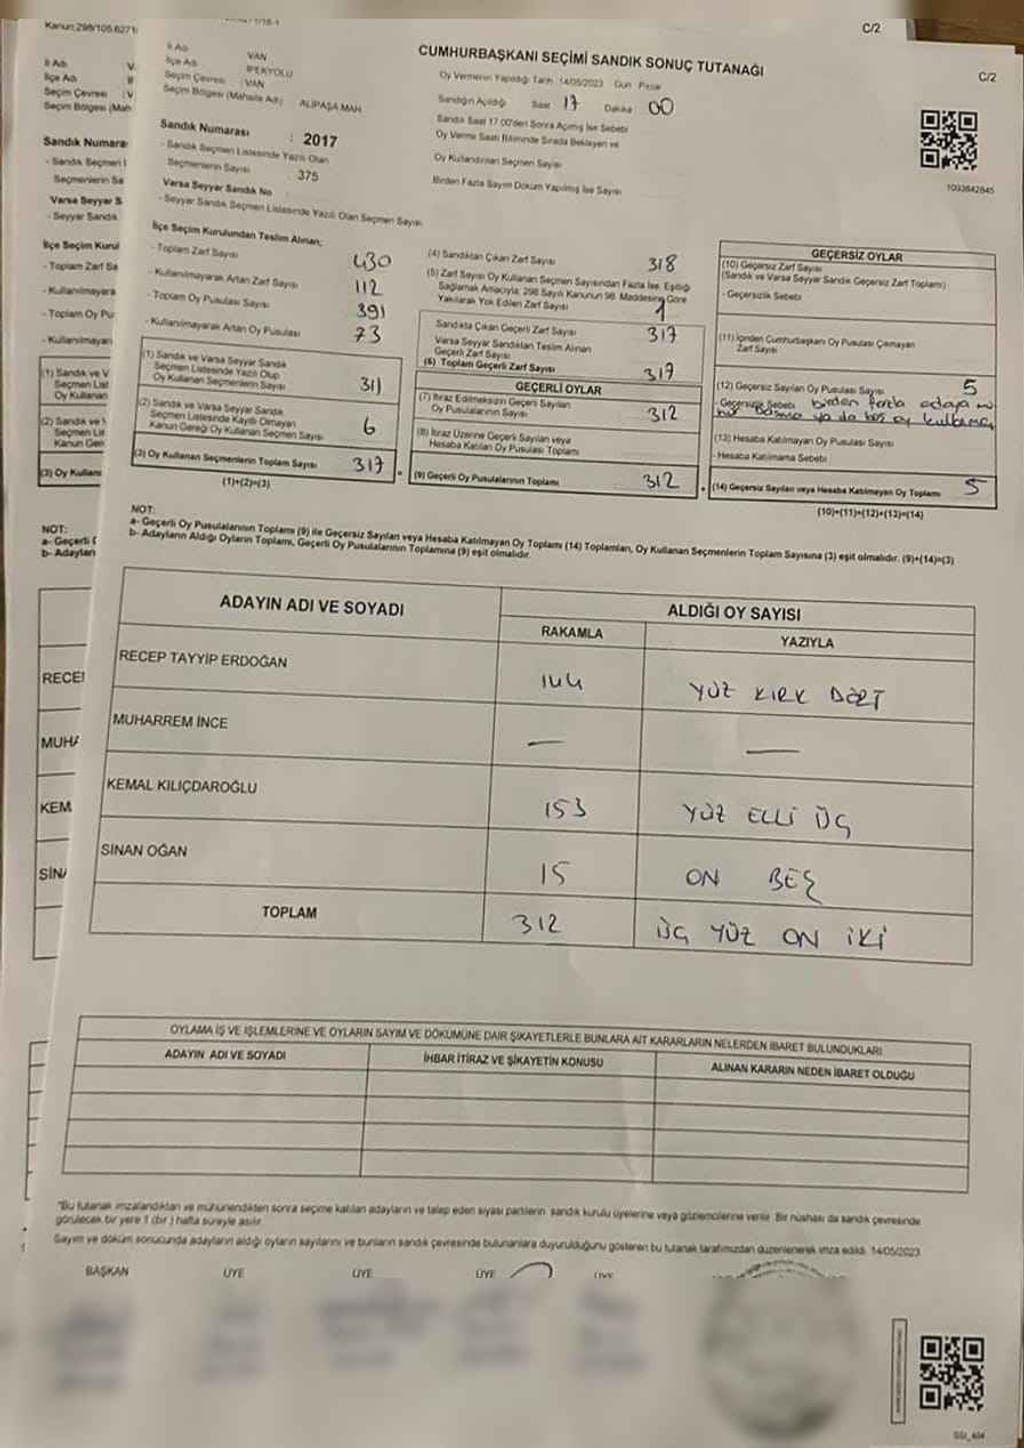 Kanun:298/105.6271
C/2
C/2
CUMHURBAŞKANI SEÇİMİ SANDIK SONUÇ TUTANAĞI
İl Adı VAN
İlçe Adı İPEKYOLU
Seçim Çevresi VAN
Seçim Bölgesi (Mahalle Adı) ALİPAŞA MAH
Sandık Numarası : 2017
- Sandık Seçmen Listesinde Yazılı Olan
Seçmenlerin Sayısı 375
Varsa Seyyar Sandık No
- Seyyar Sandık Seçmen Listesinde Yazılı Olan Seçmen Sayısı
Oy Vermenin Yapıldığı Tarih 14/05/2023 Gün Pazar
Sandığın Açıldığı Saat 17 Dakika 00
Sandık Saat 17.00'den Sonra Açılmış İse Sebebi
Oy Verme Saati Bitiminde Sırada Bekleyen ve
Oy Kullandırılan Seçmen Sayısı
Birden Fazla Sayım Döküm Yapılmış İse Sayısı
1033642845
İlçe Seçim Kurulundan Teslim Alınan;
- Toplam Zarf Sayısı 430
- Kullanılmayarak Artan Zarf Sayısı 112
- Toplam Oy Pusulası Sayısı 391
- Kullanılmayarak Artan Oy Pusulası 73
(1) Sandık ve Varsa Seyyar Sandık
Seçmen Listesinde Yazılı Olup
Oy Kullanan Seçmenlerin Sayısı 311
(2) Sandık ve Varsa Seyyar Sandık
Seçmen Listesinde Kayıtlı Olmayan
Kanun Gereği Oy Kullanan Seçmen Sayısı 6
(3) Oy Kullanan Seçmenlerin Toplam Sayısı 317
(1)+(2)=(3)
(4) Sandıktan Çıkan Zarf Sayısı 318
(5) Zarf Sayısı Oy Kullanan Seçmen Sayısından Fazla İse, Eşitliği
Sağlamak Amacıyla; 298 Sayılı Kanunun 98. Maddesine Göre
Yakılarak Yok Edilen Zarf Sayısı 1
Sandıkta Çıkan Geçerli Zarf Sayısı 317
Varsa Seyyar Sandıktan Teslim Alınan
Geçerli Zarf Sayısı
(6) Toplam Geçerli Zarf Sayısı 317
GEÇERLİ OYLAR
(7) İtiraz Edilmeksizin Geçerli Sayılan
Oy Pusulalarının Sayısı 312
(8) İtiraz Üzerine Geçerli Sayılan veya
Hesaba Katılan Oy Pusulası Toplamı
(9) Geçerli Oy Pusulalarının Toplamı 312
GEÇERSİZ OYLAR
(10) Geçersiz Zarf Sayısı
(Sandık ve Varsa Seyyar Sandık Geçersiz Zarf Toplamı)
- Geçersizlik Sebebi
(11) İçinden Cumhurbaşkanı Oy Pusulası Çıkmayan
Zarf Sayısı
(12) Geçersiz Sayılan Oy Pusulası Sayısı 5
- Geçersizlik Sebebi birden fazla adaya mü
hür basma ya da boş oy kullanma
(13) Hesaba Katılmayan Oy Pusulası Sayısı
- Hesaba Katılmama Sebebi
(14) Geçersiz Sayılan veya Hesaba Katılmayan Oy Toplamı 5
(10)+(11)+(12)+(13)=(14)
NOT:
a- Geçerli Oy Pusulalarının Toplamı (9) ile Geçersiz Sayılan veya Hesaba Katılmayan Oy Toplamı (14) Toplamları, Oy Kullanan Seçmenlerin Toplam Sayısına (3) eşit olmalıdır. (9)+(14)=(3)
b- Adayların Aldığı Oyların Toplamı, Geçerli Oy Pusulalarının Toplamına (9) eşit olmalıdır.
ADAYIN ADI VE SOYADI
ALDIĞI OY SAYISI
RAKAMLA YAZIYLA
RECEP TAYYİP ERDOĞAN 144 YÜZ KIRK DÖRT
MUHARREM İNCE — —
KEMAL KILIÇDAROĞLU 153 YÜZ ELLİ ÜÇ
SİNAN OĞAN 15 ON BEŞ
TOPLAM 312 ÜÇ YÜZ ON İKİ
OYLAMA İŞ VE İŞLEMLERİNE VE OYLARIN SAYIM VE DÖKÜMÜNE DAİR ŞİKAYETLERLE BUNLARA AİT KARARLARIN NELERDEN İBARET BULUNDUKLARI
ADAYIN ADI VE SOYADI İHBAR İTİRAZ VE ŞİKAYETİN KONUSU ALINAN KARARIN NEDEN İBARET OLDUĞU
*Bu tutanak imzalandıktan ve mühürlendikten sonra seçime katılan adayların ve talep eden siyasi partilerin sandık kurulu üyelerine veya gözlemcilerine verilir. Bir nüshası da sandık çevresinde
görülecek bir yere 1 (bir) hafta süreyle asılır.
Sayım ve döküm sonucunda adayların aldığı oyların sayılarını ve bunların sandık çevresinde bulunanlara duyurulduğunu gösteren bu tutanak tarafımızdan düzenlenerek imza edildi. 14/05/2023
BAŞKAN ÜYE ÜYE ÜYE ÜYE